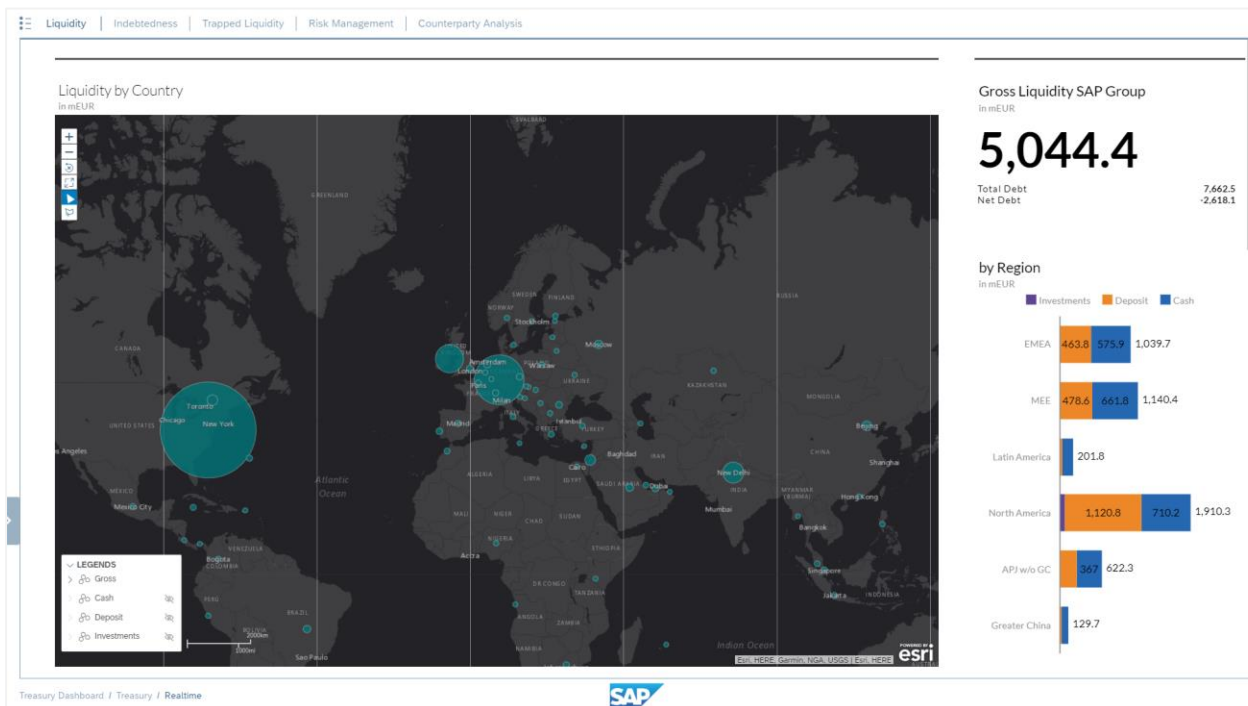 Liquidity | Indebtedness | Trapped Liquidity | Risk Management | Counterparty Analysis
Liquidity by Country
in mEUR
SVALBARD
GREENLAND
SWEDEN
FINLAND
NORWAY
Stockholm
RUSSIA
Moscow
CANADA
UNITED KINGDOM
Amsterdam
London
POLAND
Warsaw
Paris
UKRAINE
KAZAKHSTAN
MONGOLIA
Milan
Toronto
Chicago
New York
UNITED STATES
ITALY
Istanbul
Madrid
GREECE
TURKEY
Beijing
s Angeles
Baghdad
IRAN
CHINA
Shanghai
Atlantic
Ocean
ALGERIA
LIBYA
Cairo
EGYPT
SAUDI ARABIA
Dubai
New Delhi
INDIA
MYANMAR
(BURMA)
Hong Kong
MÉXICO
Mexico City
Mumbai
MALI
NIGER
CHAD
SUDAN
Bangkok
VENEZUELA
Bogota
COLOMBIA
Accra
NIGERIA
ETHIOPIA
Singapore
DR CONGO
TANZANIA
Jakarta
INDONESIA
PERU
BRAZIL
BOLIVIA
ANGOLA
ZAMBIA
NAMIBIA
Sao Paulo
Indian Ocean
LEGENDS
Gross
Cash
Deposit
Investments
2000km
1000mi
Esri, HERE, Garmin, NGA, USGS | Esri, HERE
POWERED BY
esri
Gross Liquidity SAP Group
in mEUR
5,044.4
Total Debt 7,662.5
Net Debt -2,618.1
by Region
in mEUR
Investments Deposit Cash
EMEA 463.8 575.9 1,039.7
MEE 478.6 661.8 1,140.4
Latin America 201.8
North America 1,120.8 710.2 1,910.3
APJ w/o GC 367 622.3
Greater China 129.7
Treasury Dashboard / Treasury / Realtime
SAP